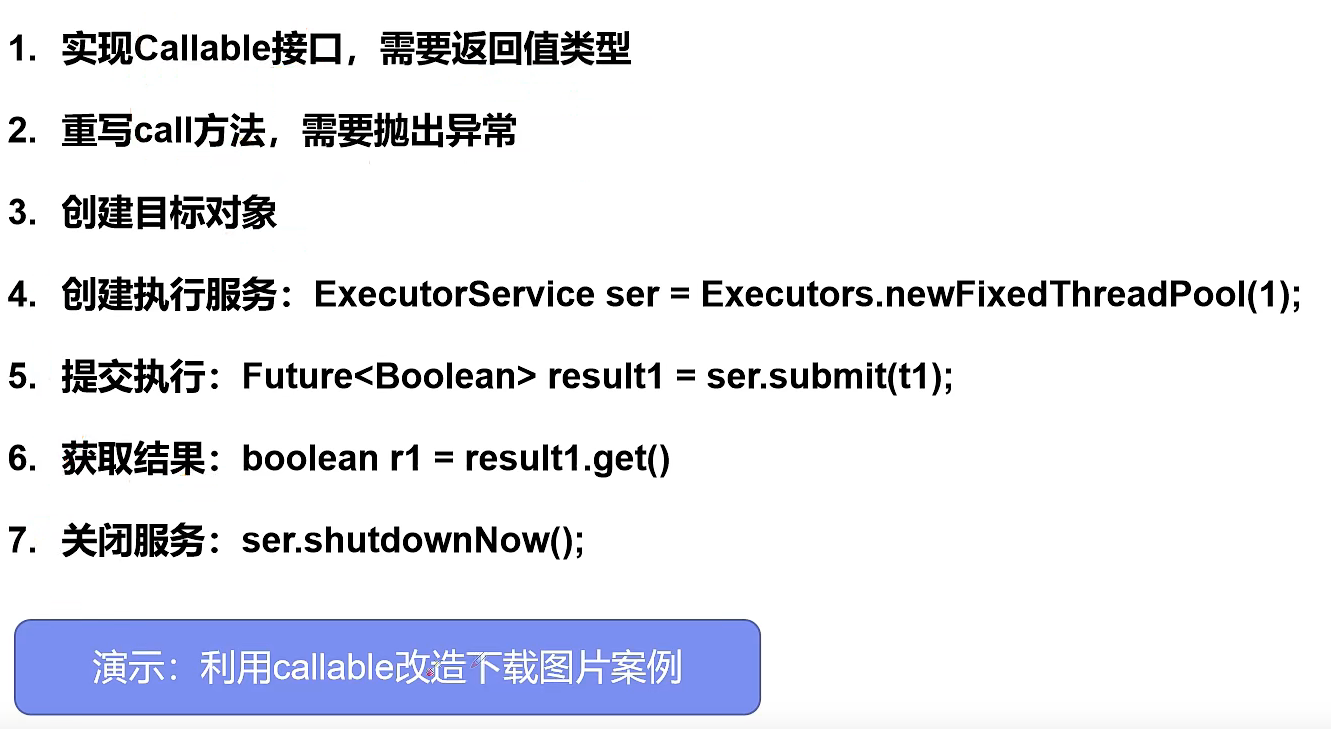 1. 实现Callable接口，需要返回值类型
2. 重写call方法，需要抛出异常
3. 创建目标对象
4. 创建执行服务：ExecutorService ser = Executors.newFixedThreadPool(1);
5. 提交执行：Future<Boolean> result1 = ser.submit(t1);
6. 获取结果：boolean r1 = result1.get()
7. 关闭服务：ser.shutdownNow();
演示：利用callable改造下载图片案例